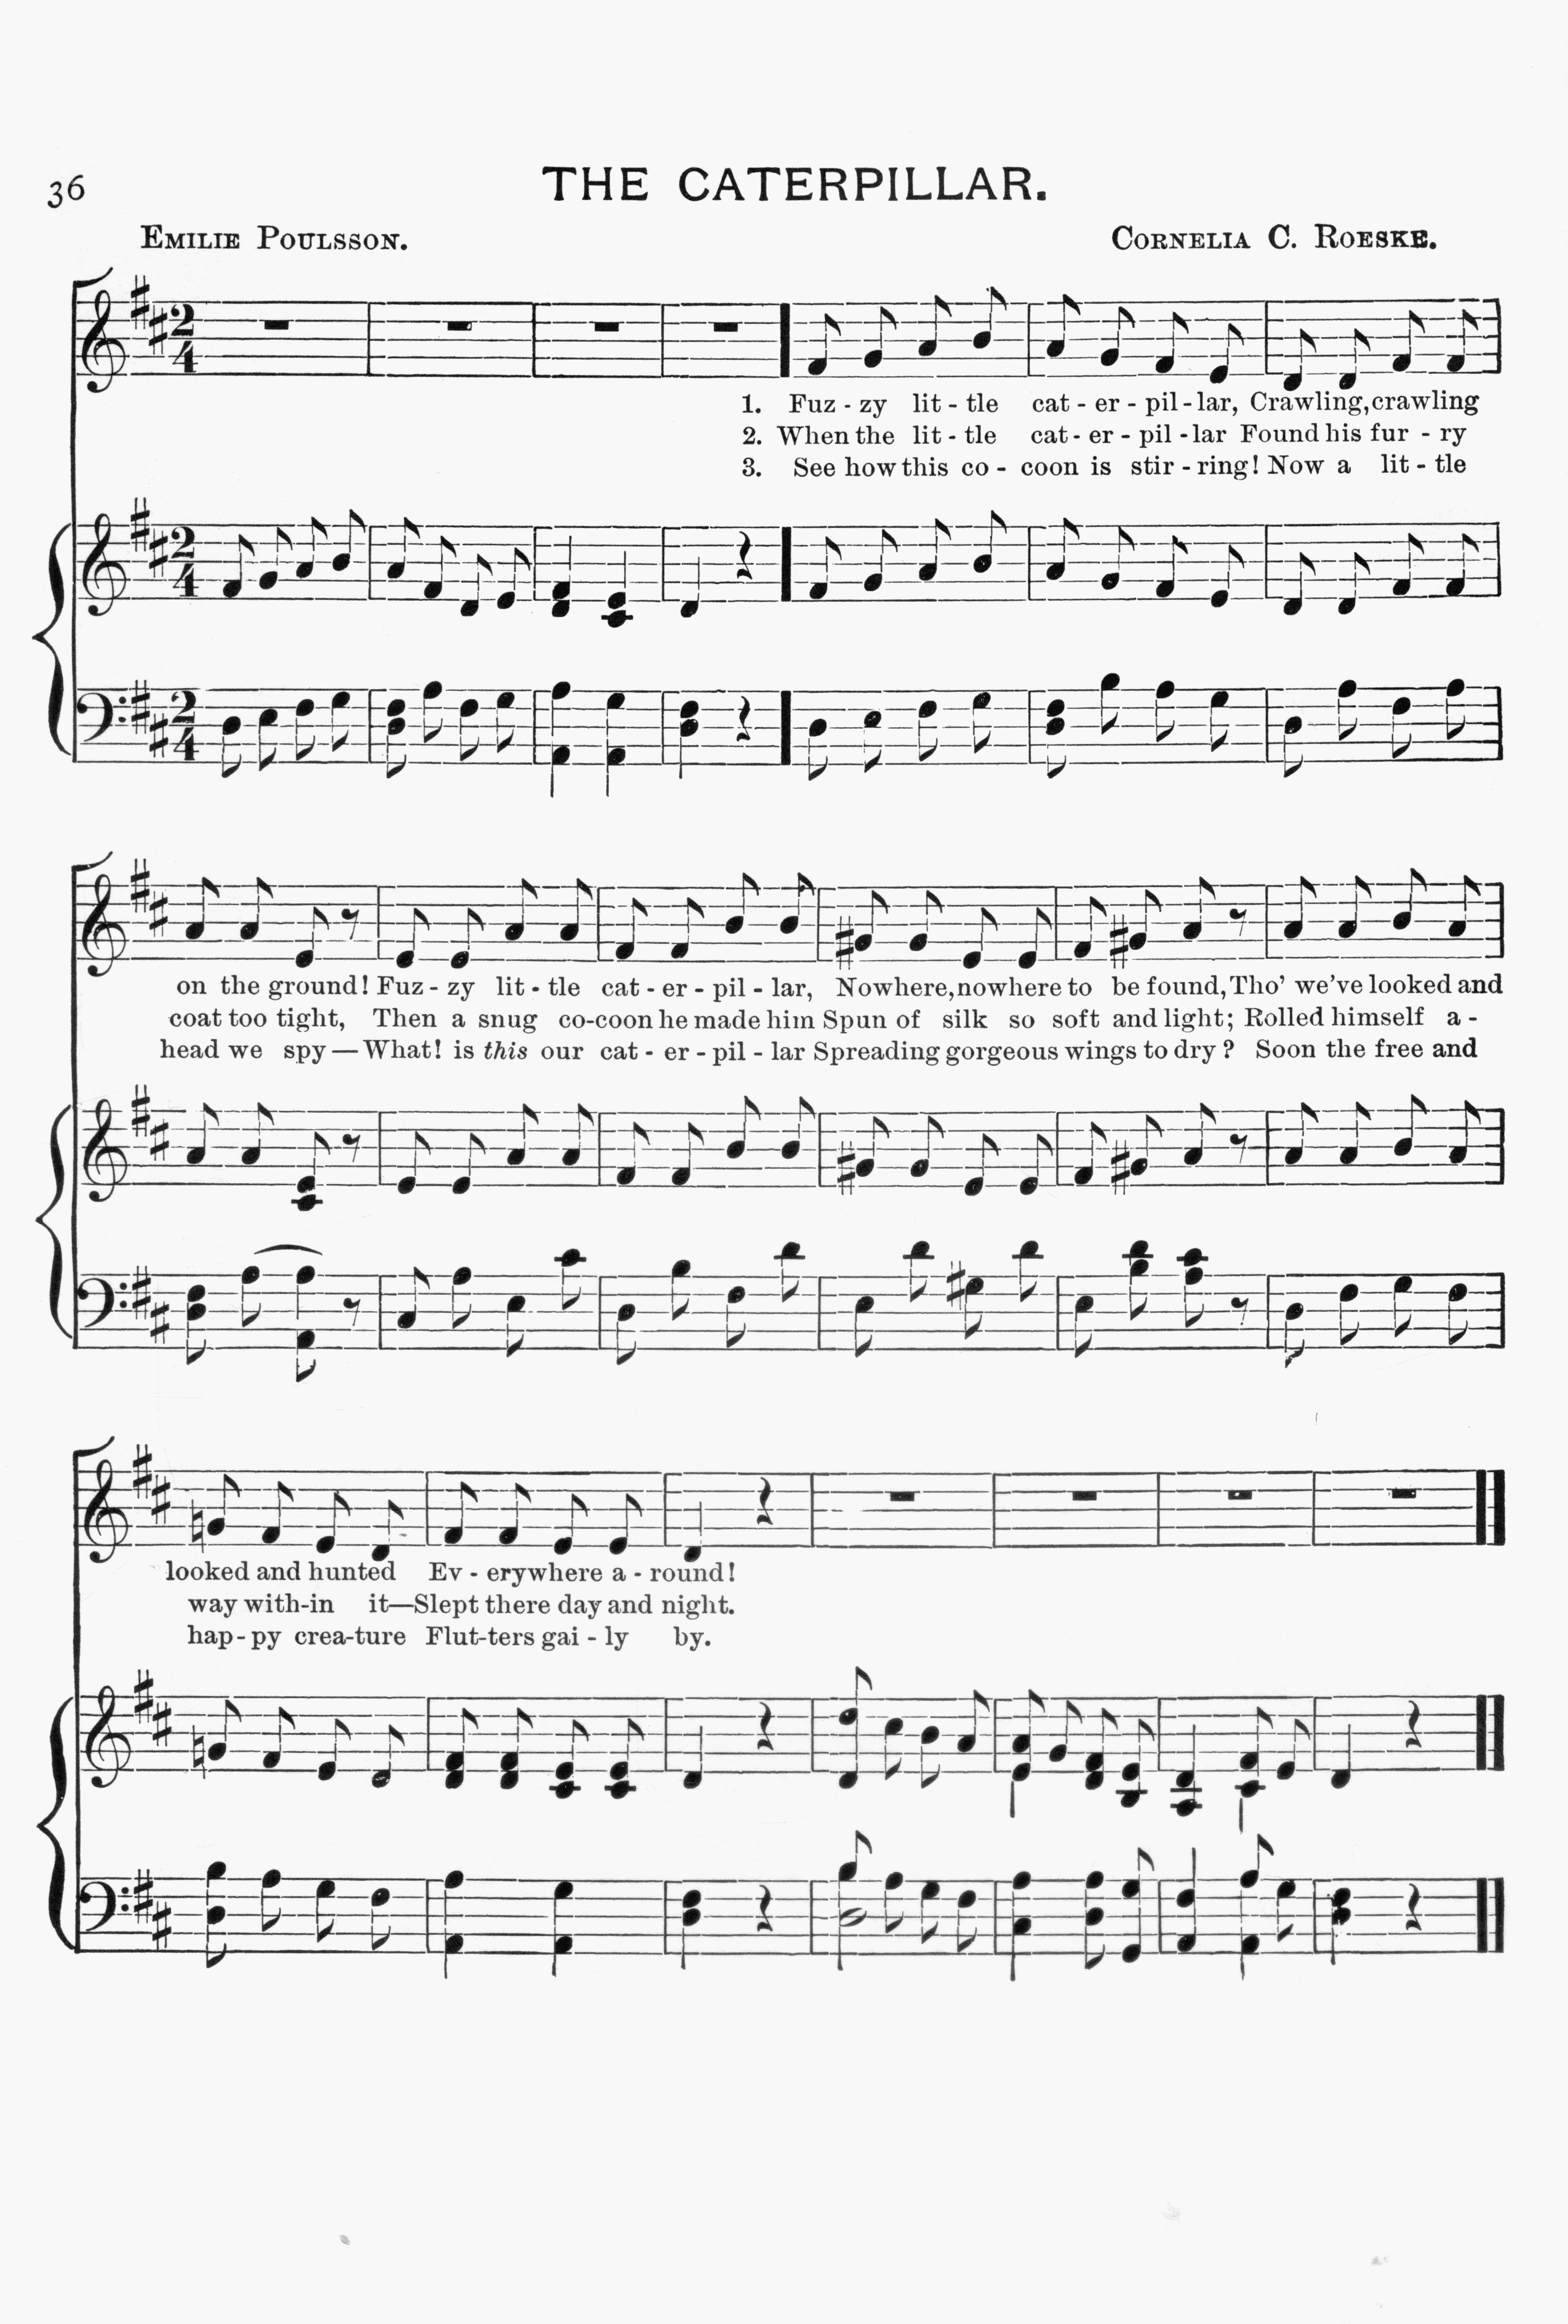 36
THE CATERPILLAR.
EMILIE POULSSON. CORNELIA C. ROESKE.
2 4
1. Fuz - zy lit - tle cat - er - pil - lar, Crawling, crawling
2. When the lit - tle cat - er - pil - lar Found his fur - ry
3. See how this co - coon is stir - ring! Now a lit - tle
2 4
2 4
on the ground! Fuz - zy lit - tle cat - er - pil - lar, Nowhere, nowhere to be found, Tho' we've looked and
coat too tight, Then a snug co-coon he made him Spun of silk so soft and light; Rolled himself a -
head we spy — What! is this our cat - er - pil - lar Spreading gorgeous wings to dry? Soon the free and
looked and hunted Ev - erywhere a - round!
way with-in it—Slept there day and night.
hap - py crea-ture Flut-ters gai - ly by.